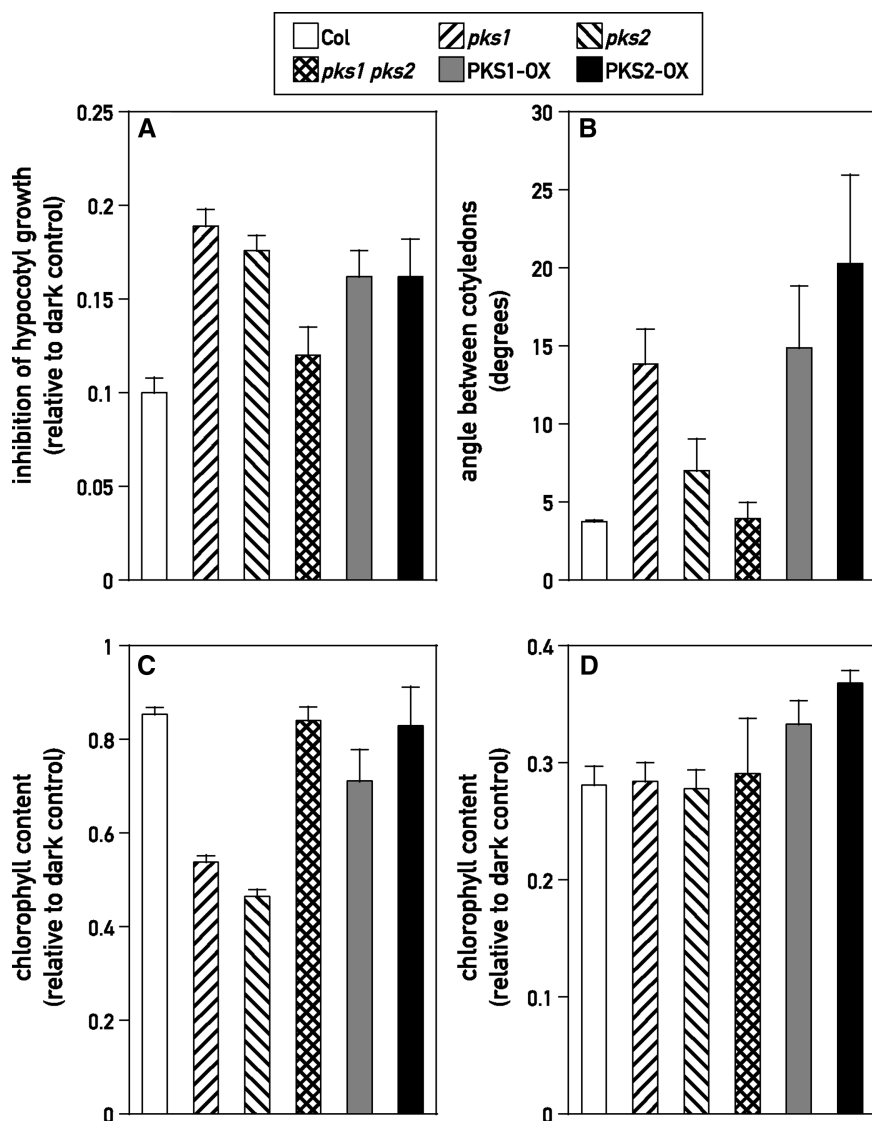 Col
pks1
pks2
pks1 pks2
PKS1-OX
PKS2-OX
A
inhibition of hypocotyl growth
(relative to dark control)
0.25
0.2
0.15
0.1
0.05
0
B
angle between cotyledons
(degrees)
30
25
20
15
10
5
0
C
chlorophyll content
(relative to dark control)
1
0.8
0.6
0.4
0.2
0
D
chlorophyll content
(relative to dark control)
0.4
0.3
0.2
0.1
0